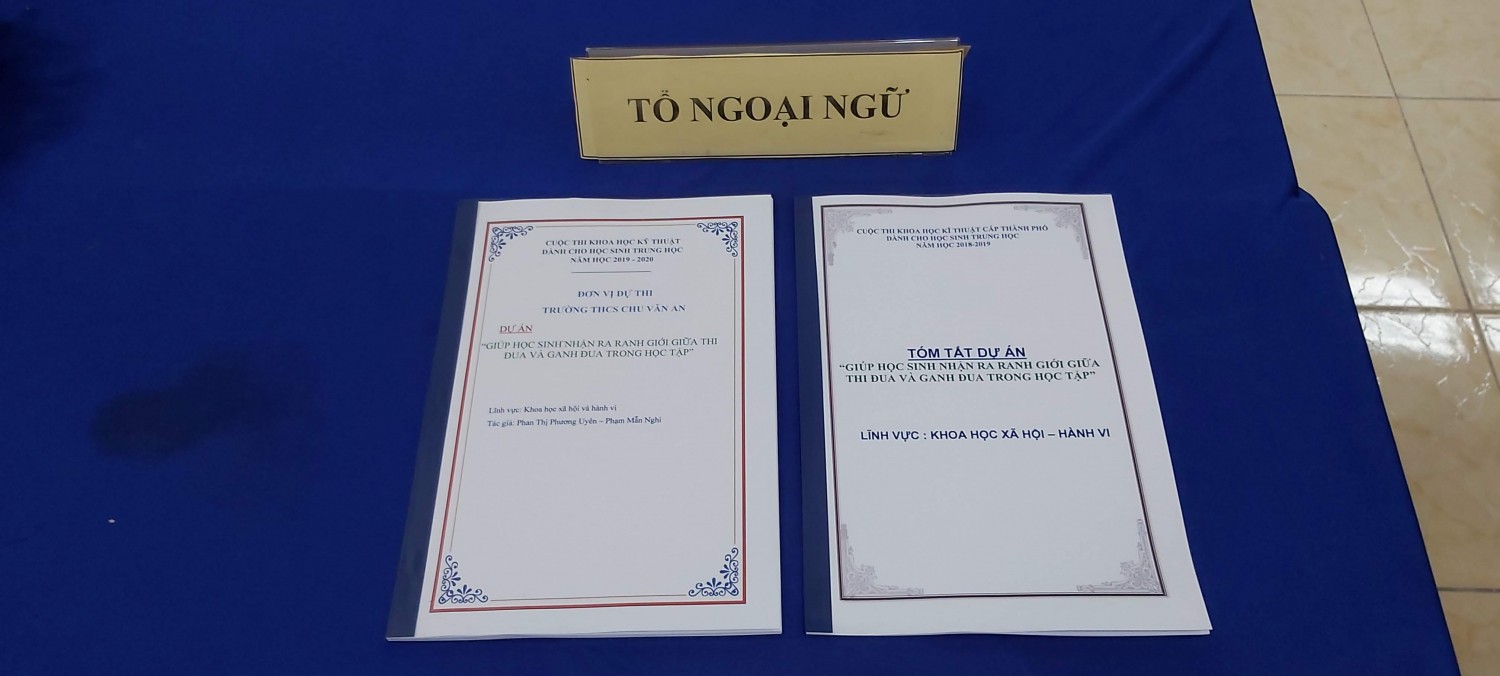 TỔ NGOẠI NGỮ
CUỘC THI KHOA HỌC KỸ THUẬT
DÀNH CHO HỌC SINH TRUNG HỌC
NĂM HỌC 2019 - 2020
ĐƠN VỊ DỰ THI
TRƯỜNG THCS CHU VĂN AN
DỰ ÁN
“GIÚP HỌC SINH NHẬN RA RANH GIỚI GIỮA THI
ĐUA VÀ GANH ĐUA TRONG HỌC TẬP”
Lĩnh vực: Khoa học xã hội và hành vi
Tác giả: Phan Thị Phương Uyên – Phạm Mẫn Nghi
CUỘC THI KHOA HỌC KĨ THUẬT CẤP THÀNH PHỐ
DÀNH CHO HỌC SINH TRUNG HỌC
NĂM HỌC 2018-2019
TÓM TẮT DỰ ÁN
“GIÚP HỌC SINH NHẬN RA RANH GIỚI GIỮA
THI ĐUA VÀ GANH ĐUA TRONG HỌC TẬP”
LĨNH VỰC : KHOA HỌC XÃ HỘI – HÀNH VI